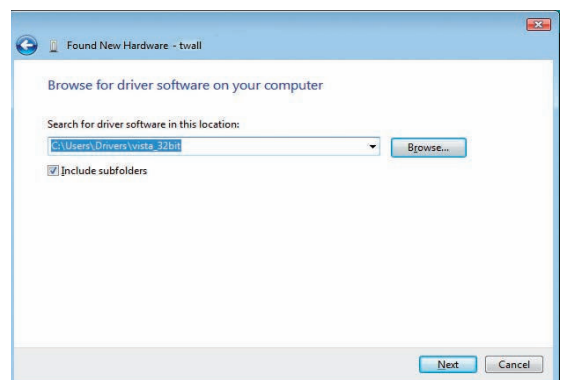 Found New Hardware - twall
Browse for driver software on your computer
Search for driver software in this location:
C:\Users\Drivers\vista_32bit
Browse...
Include subfolders
Next
Cancel